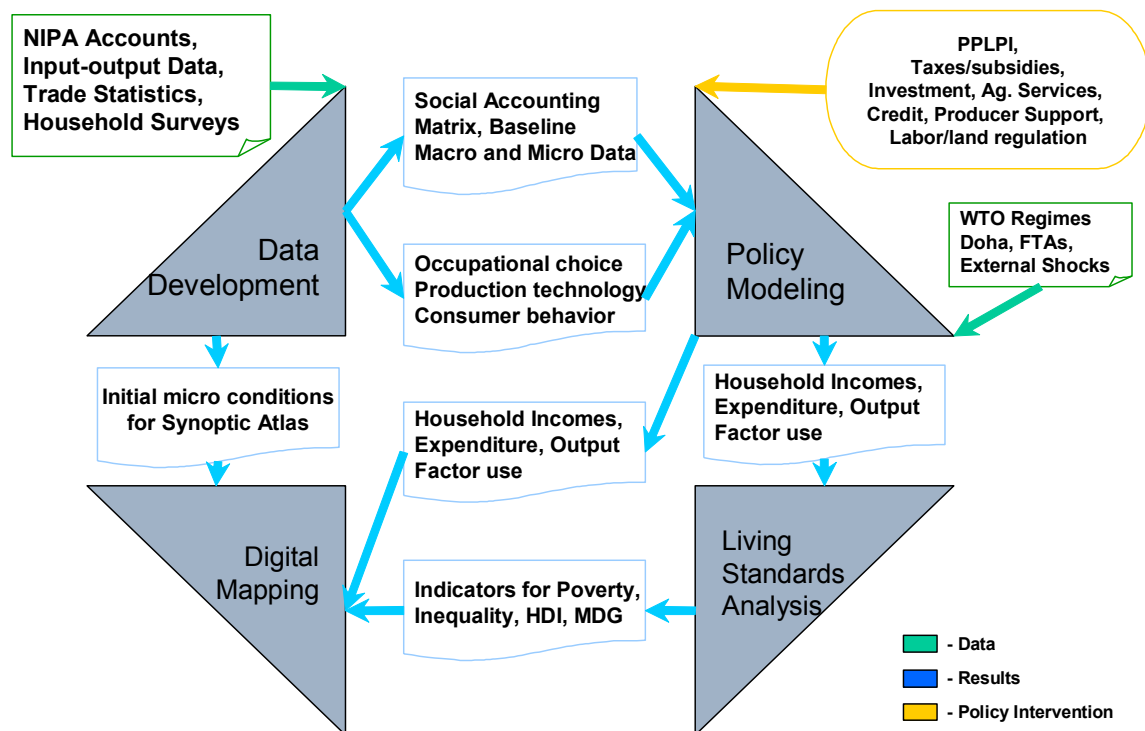 NIPA Accounts,
Input-output Data,
Trade Statistics,
Household Surveys
Social Accounting
Matrix, Baseline
Macro and Micro Data
PPLPI,
Taxes/subsidies,
Investment, Ag. Services,
Credit, Producer Support,
Labor/land regulation
WTO Regimes
Doha, FTAs,
External Shocks
Data
Development
Occupational choice
Production technology
Consumer behavior
Policy
Modeling
Initial micro conditions
for Synoptic Atlas
Household Incomes,
Expenditure, Output
Factor use
Household Incomes,
Expenditure, Output
Factor use
Digital
Mapping
Indicators for Poverty,
Inequality, HDI, MDG
Living
Standards
Analysis
- Data
- Results
- Policy Intervention